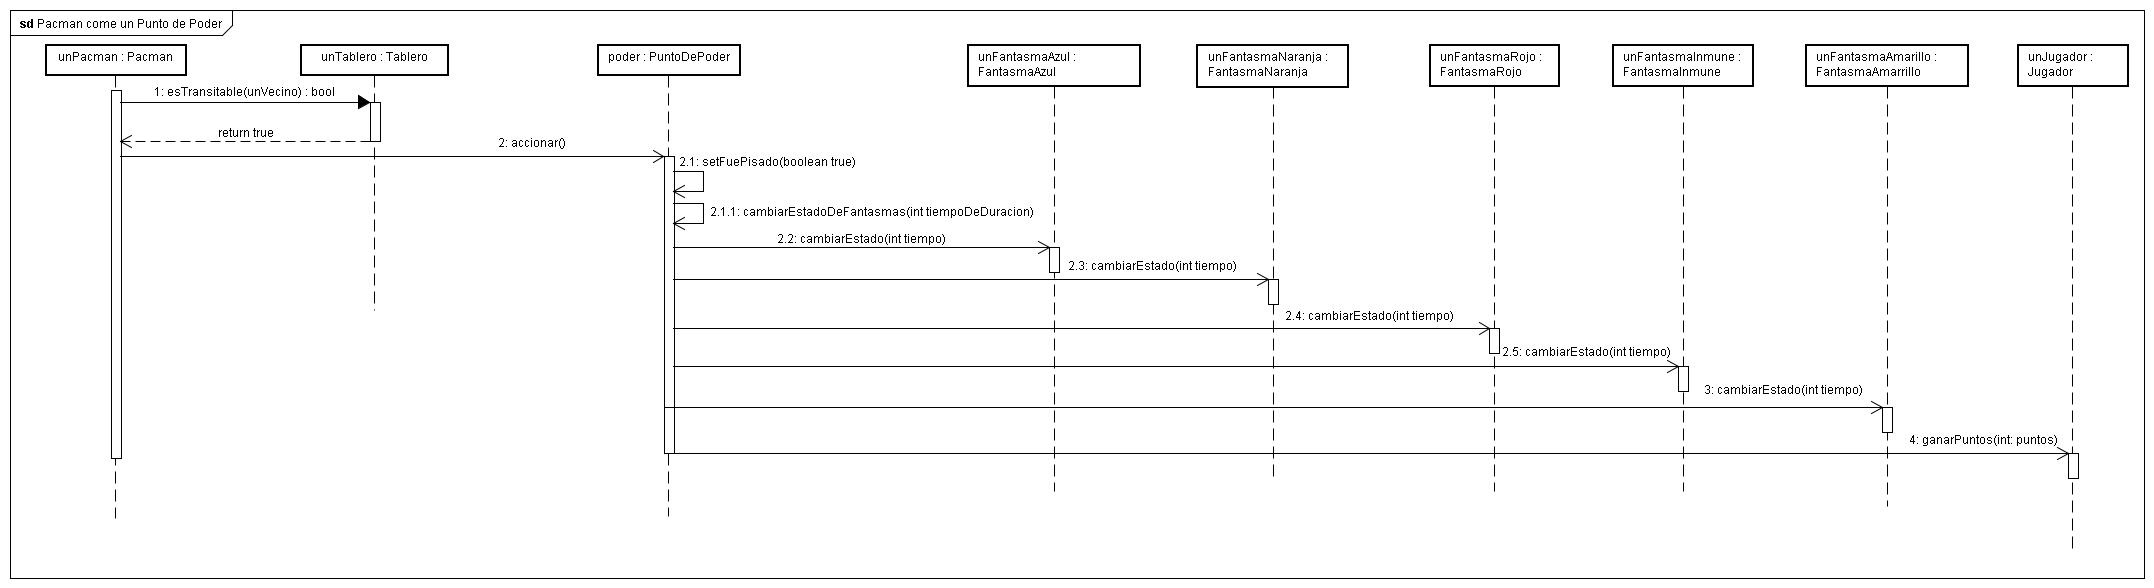 sd Pacman come un Punto de Poder
unPacman : Pacman
unTablero : Tablero
poder : PuntoDePoder
unFantasmaAzul :
FantasmaAzul
unFantasmaNaranja :
FantasmaNaranja
unFantasmaRojo :
FantasmaRojo
unFantasmaInmune :
FantasmaInmune
unFantasmaAmarillo :
FantasmaAmarrillo
unJugador :
Jugador
1: esTransitable(unVecino) : bool
return true
2: accionar()
2.1: setFuePisado(boolean true)
2.1.1: cambiarEstadoDeFantasmas(int tiempoDeDuracion)
2.2: cambiarEstado(int tiempo)
2.3: cambiarEstado(int tiempo)
2.4: cambiarEstado(int tiempo)
2.5: cambiarEstado(int tiempo)
3: cambiarEstado(int tiempo)
4: ganarPuntos(int: puntos)